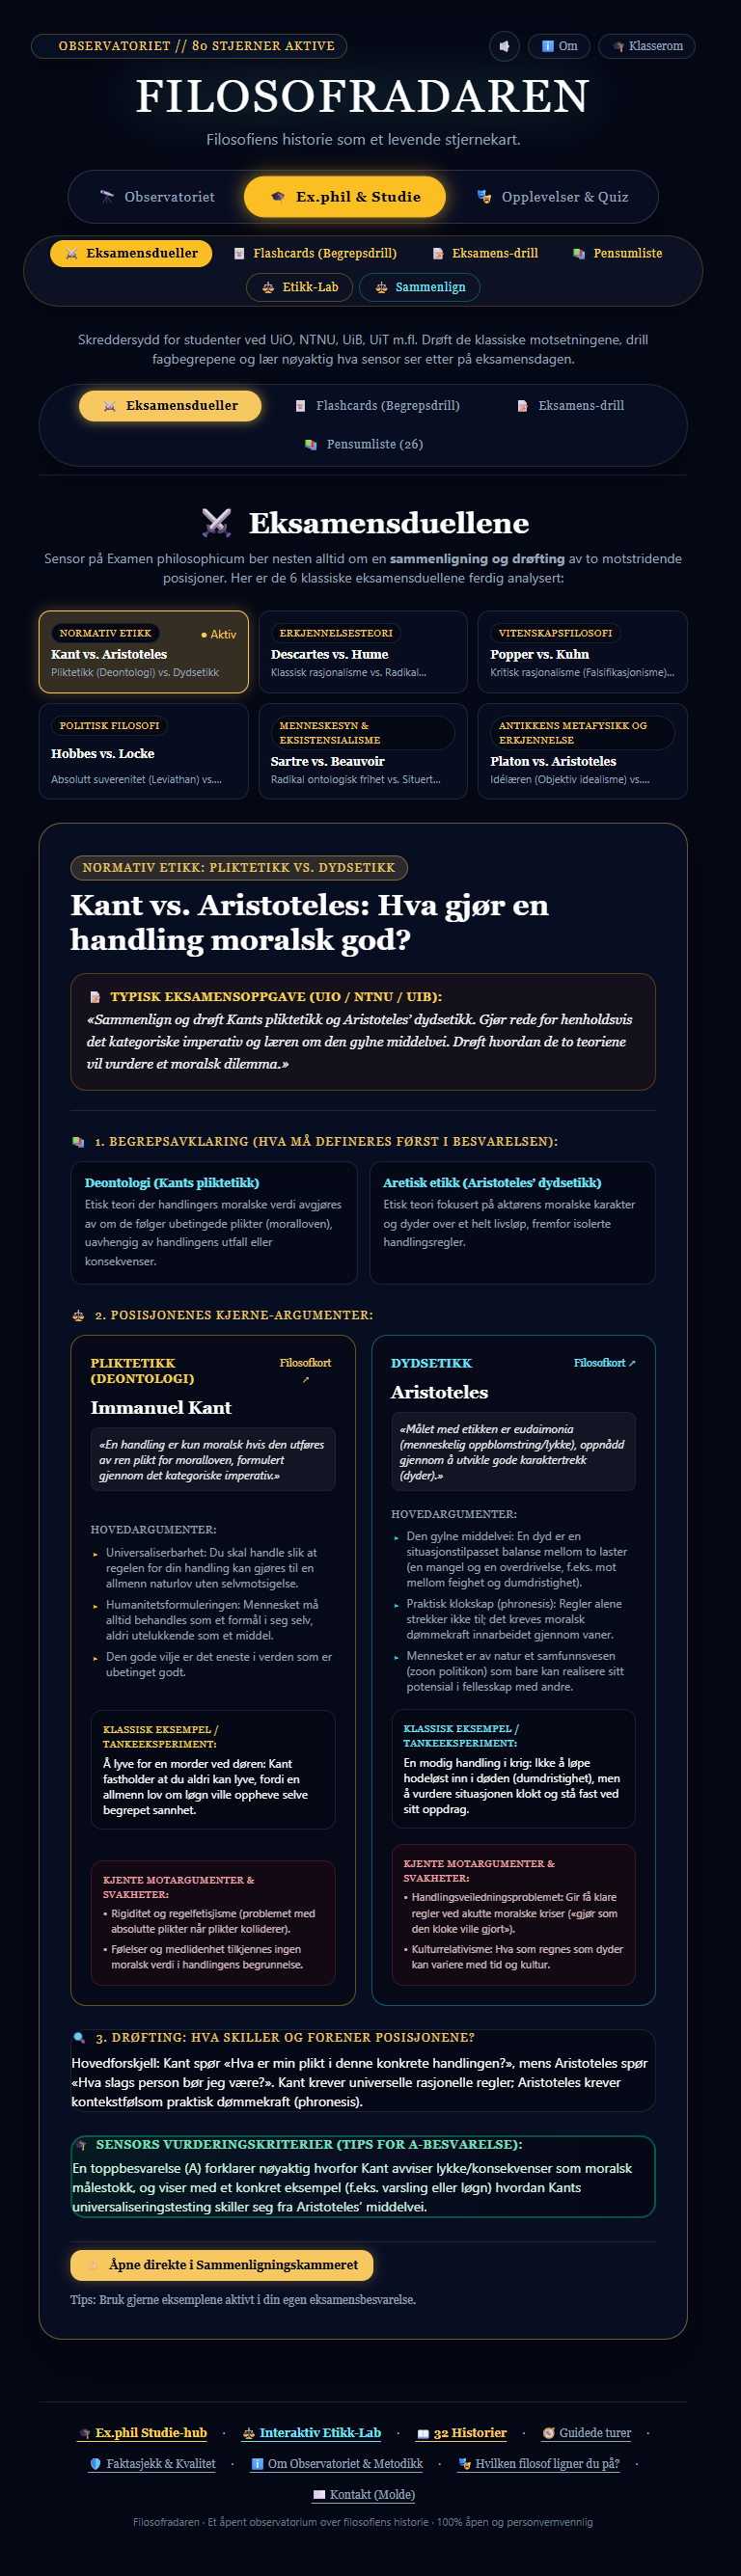 OBSERVATORIET // 80 STJERNER AKTIVE
Om
Klasserom
FILOSOFRADAREN
Filosofiens historie som et levende stjernekart.
Observatoriet
Ex.phil & Studie
Opplevelser & Quiz
Eksamensdueller
Flashcards (Begrepsdrill)
Eksamens-drill
Pensumliste
Etikk-Lab
Sammenlign
Skreddersydd for studenter ved UiO, NTNU, UiB, UiT m.fl. Drøft de klassiske motsetningene, drill
fagbegrepene og lær nøyaktig hva sensor ser etter på eksamensdagen.
Eksamensdueller
Flashcards (Begrepsdrill)
Eksamens-drill
Pensumliste (26)
Eksamensduellene
Sensor på Examen philosophicum ber nesten alltid om en sammenligning og drøfting av to motstridende
posisjoner. Her er de 6 klassiske eksamensduellene ferdig analysert:
NORMATIV ETIKK
● Aktiv
Kant vs. Aristoteles
Pliktetikk (Deontologi) vs. Dydsetikk
ERKJENNELSESTEORI
Descartes vs. Hume
Klassisk rasjonalisme vs. Radikal...
VITENSKAPSFILOSOFI
Popper vs. Kuhn
Kritisk rasjonalisme (Falsifikasjonisme)...
POLITISK FILOSOFI
Hobbes vs. Locke
Absolutt suverenitet (Leviathan) vs....
MENNESKESYN &
EKSISTENSIALISME
Sartre vs. Beauvoir
Radikal ontologisk frihet vs. Situert...
ANTIKKENS METAFYSIKK OG
ERKJENNELSE
Platon vs. Aristoteles
Idélæren (Objektiv idealisme) vs....
NORMATIV ETIKK: PLIKTETIKK VS. DYDSETIKK
Kant vs. Aristoteles: Hva gjør en
handling moralsk god?
TYPISK EKSAMENSOPPGAVE (UIO / NTNU / UIB):
«Sammenlign og drøft Kants pliktetikk og Aristoteles’ dydsetikk. Gjør rede for henholdsvis
det kategoriske imperativ og læren om den gylne middelvei. Drøft hvordan de to teoriene
vil vurdere et moralsk dilemma.»
1. BEGREPSAVKLARING (HVA MÅ DEFINERES FØRST I BESVARELSEN):
Deontologi (Kants pliktetikk)
Etisk teori der handlingers moralske verdi avgjøres
av om de følger ubetingede plikter (moralloven),
uavhengig av handlingens utfall eller
konsekvenser.
Aretisk etikk (Aristoteles’ dydsetikk)
Etisk teori fokusert på aktørens moralske karakter
og dyder over et helt livsløp, fremfor isolerte
handlingsregler.
2. POSISJONENES KJERNE-ARGUMENTER:
PLIKTETIKK
(DEONTOLOGI)
Filosofkort
↗
Immanuel Kant
«En handling er kun moralsk hvis den utføres
av ren plikt for moralloven, formulert
gjennom det kategoriske imperativ.»
HOVEDARGUMENTER:
▸ Universaliserbarhet: Du skal handle slik at
regelen for din handling kan gjøres til en
allmenn naturlov uten selvmotsigelse.
▸ Humanitetsformuleringen: Mennesket må
alltid behandles som et formål i seg selv,
aldri utelukkende som et middel.
▸ Den gode vilje er det eneste i verden som er
ubetinget godt.
KLASSISK EKSEMPEL /
TANKEEKSPERIMENT:
Å lyve for en morder ved døren: Kant
fastholder at du aldri kan lyve, fordi en
allmenn lov om løgn ville oppheve selve
begrepet sannhet.
KJENTE MOTARGUMENTER &
SVAKHETER:
• Rigiditet og regelfetisjisme (problemet med
absolutte plikter når plikter kolliderer).
• Følelser og medlidenhet tilkjennes ingen
moralsk verdi i handlingens begrunnelse.
DYDSETIKK
Filosofkort ↗
Aristoteles
«Målet med etikken er eudaimonia
(menneskelig oppblomstring/lykke), oppnådd
gjennom å utvikle gode karaktertrekk
(dyder).»
HOVEDARGUMENTER:
▸ Den gylne middelvei: En dyd er en
situasjonstilpasset balanse mellom to laster
(en mangel og en overdrivelse, f.eks. mot
mellom feighet og dumdristighet).
▸ Praktisk klokskap (phronesis): Regler alene
strekker ikke til; det kreves moralsk
dømmekraft innarbeidet gjennom vaner.
▸ Mennesket er av natur et samfunnsvesen
(zoon politikon) som bare kan realisere sitt
potensial i fellesskap med andre.
KLASSISK EKSEMPEL /
TANKEEKSPERIMENT:
En modig handling i krig: Ikke å løpe
hodeløst inn i døden (dumdristighet), men
å vurdere situasjonen klokt og stå fast ved
sitt oppdrag.
KJENTE MOTARGUMENTER &
SVAKHETER:
• Handlingsveiledningsproblemet: Gir få klare
regler ved akutte moralske kriser («gjør som
den kloke ville gjort»).
• Kulturrelativisme: Hva som regnes som dyder
kan variere med tid og kultur.
3. DRØFTING: HVA SKILLER OG FORENER POSISJONENE?
Hovedforskjell: Kant spør «Hva er min plikt i denne konkrete handlingen?», mens Aristoteles spør
«Hva slags person bør jeg være?». Kant krever universelle rasjonelle regler; Aristoteles krever
kontekstfølsom praktisk dømmekraft (phronesis).
SENSORS VURDERINGSKRITERIER (TIPS FOR A-BESVARELSE):
En toppbesvarelse (A) forklarer nøyaktig hvorfor Kant avviser lykke/konsekvenser som moralsk
målestokk, og viser med et konkret eksempel (f.eks. varsling eller løgn) hvordan Kants
universaliseringstesting skiller seg fra Aristoteles’ middelvei.
Åpne direkte i Sammenligningskammeret
Tips: Bruk gjerne eksemplene aktivt i din egen eksamensbesvarelse.
Ex.phil Studie-hub · Interaktiv Etikk-Lab · 32 Historier · Guidede turer ·
Faktasjekk & Kvalitet · Om Observatoriet & Metodikk · Hvilken filosof ligner du på? ·
Kontakt (Molde)
Filosofradaren · Et åpent observatorium over filosofiens historie · 100% åpen og personvernvennlig